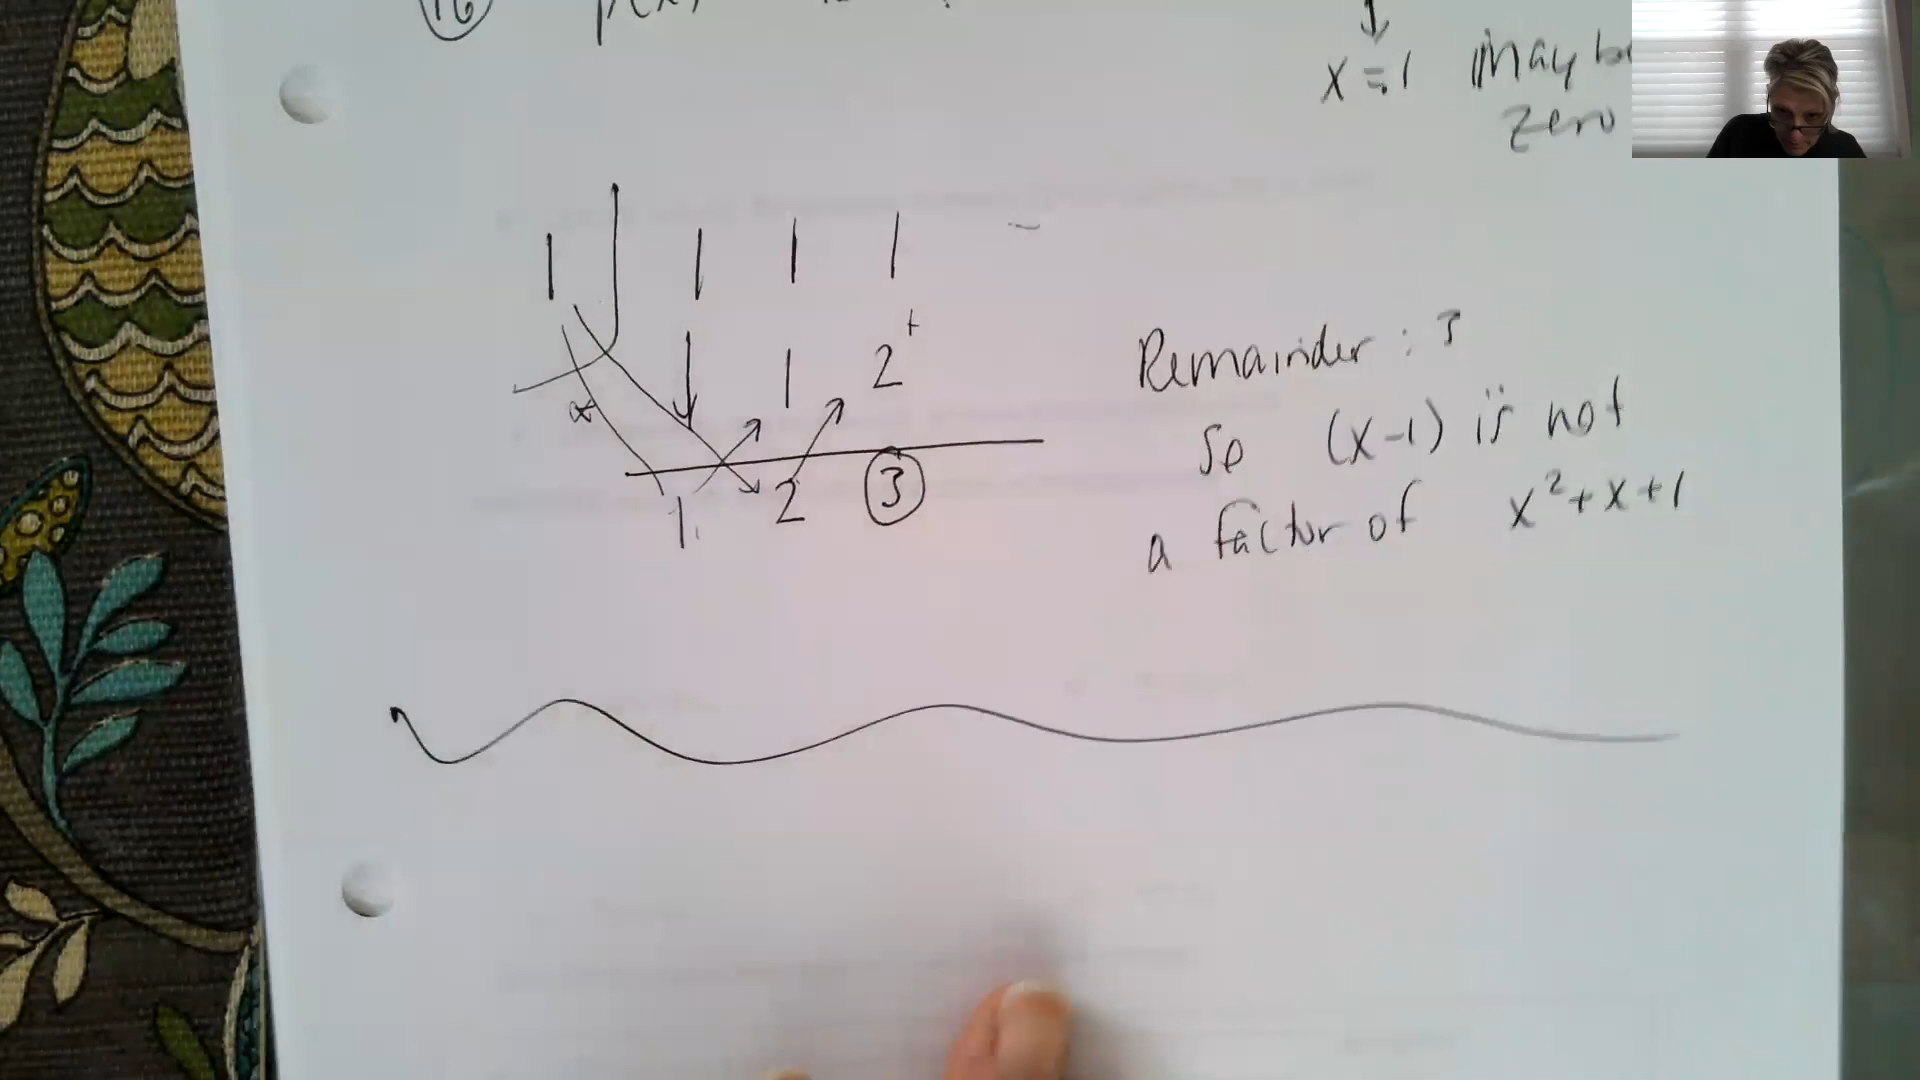 16 p(x)
x = 1 may
zero
1 1 1 1
1 2 +
x
1 2 3
Remainder : 3
So (x-1) is not
a factor of x² + x + 1